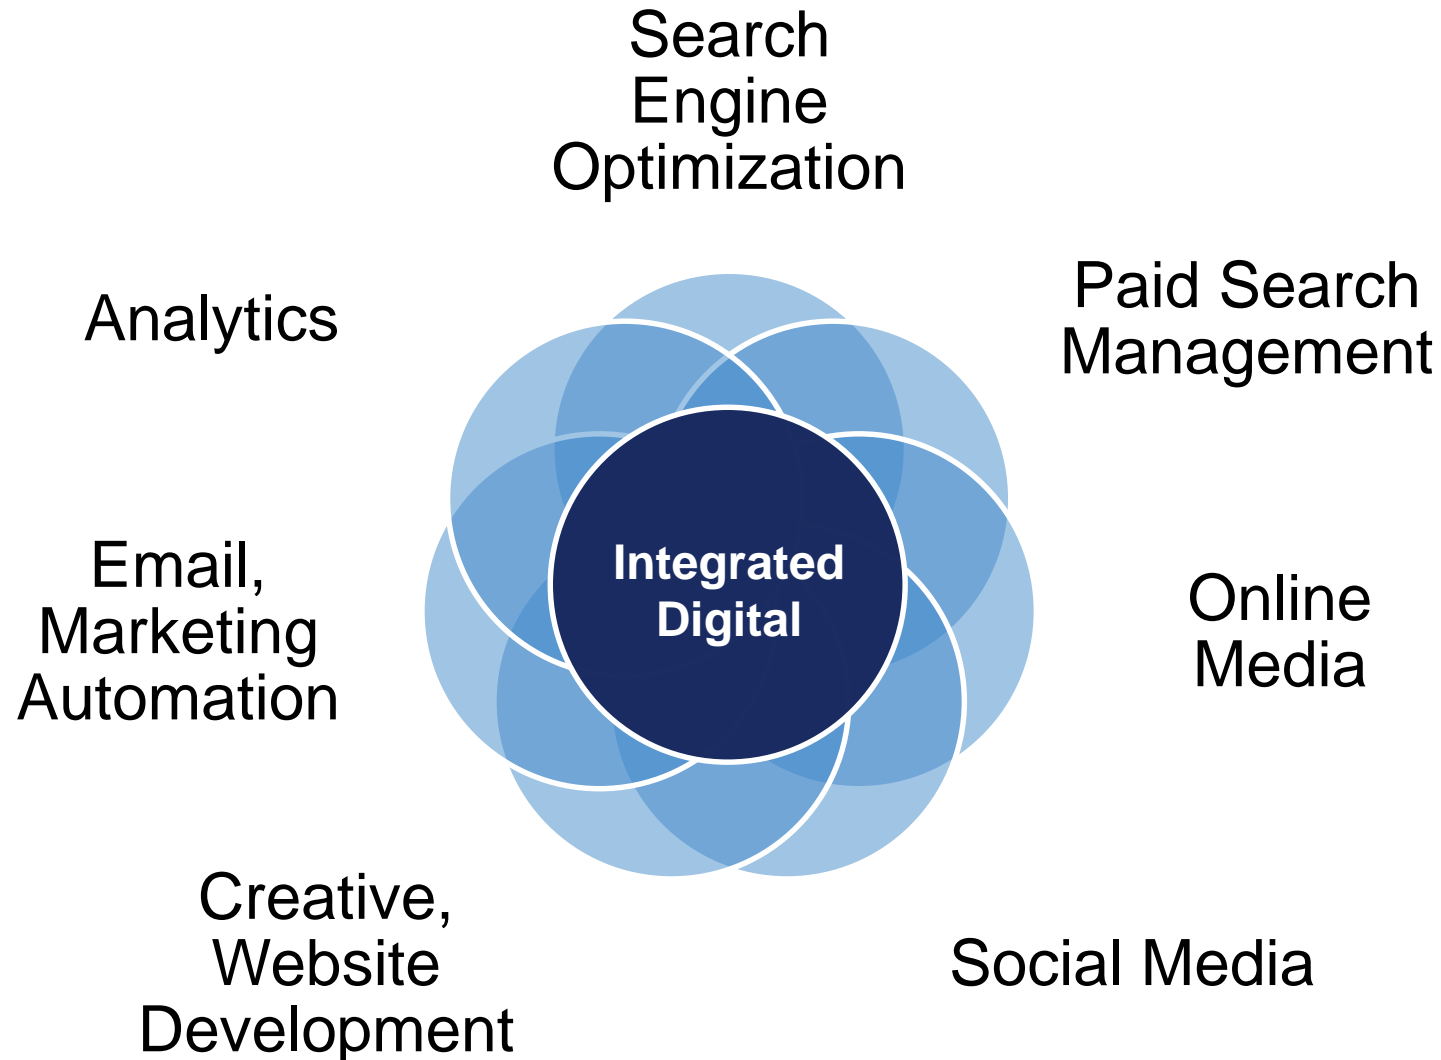 Search
Engine
Optimization
Paid Search
Management
Analytics
Integrated
Digital
Email,
Marketing
Automation
Online
Media
Creative,
Website
Development
Social Media